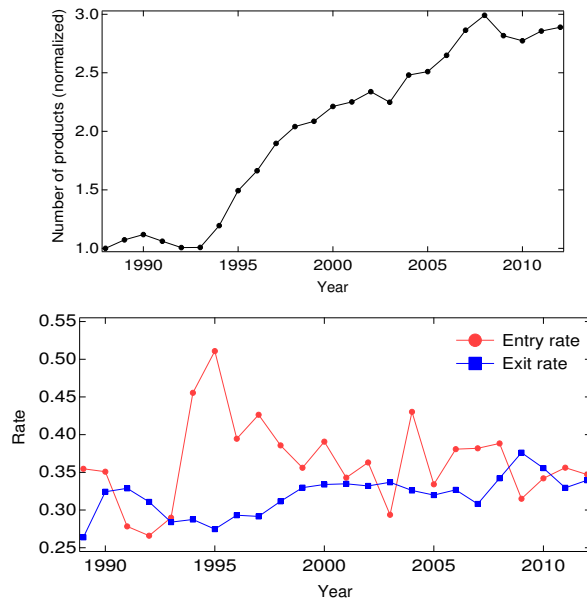 Number of products (normalized)
3.0
2.5
2.0
1.5
1.0
1990 1995 2000 2005 2010
Year
Rate
0.55
0.50
0.45
0.40
0.35
0.30
0.25
Entry rate
Exit rate
1990 1995 2000 2005 2010
Year